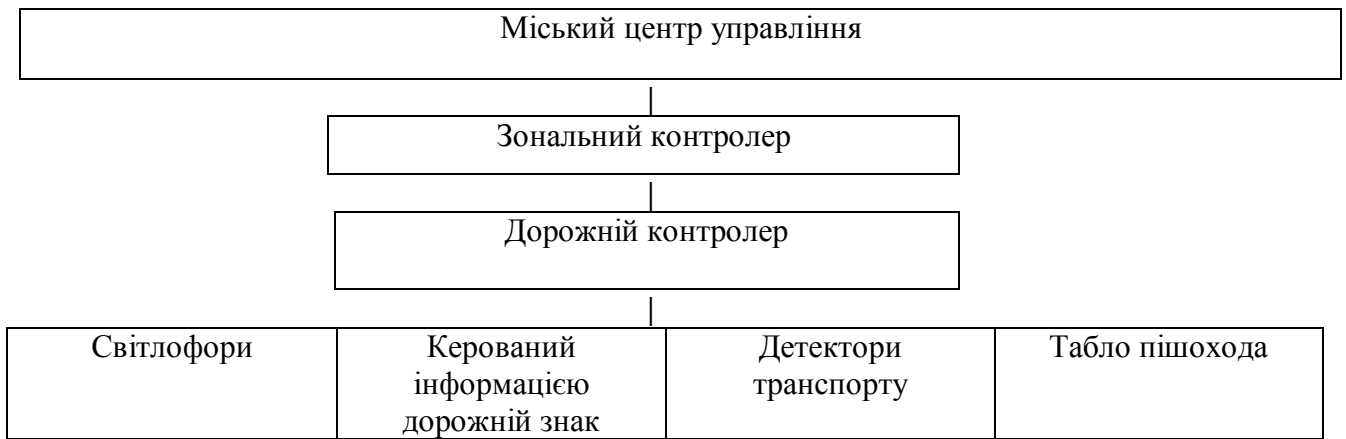 Міський центр управління
Зональний контролер
Дорожній контролер
Світлофори
Керований
інформацією
дорожній знак
Детектори
транспорту
Табло пішохода